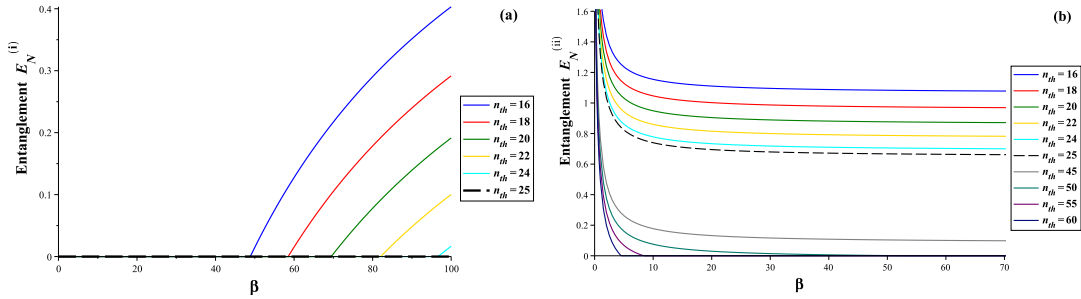 (a)
Entanglement E_N^(i)
0.4
0.3
0.2
0.1
0
0 20 40 60 80 100
β
n_th = 16
n_th = 18
n_th = 20
n_th = 22
n_th = 24
n_th = 25
(b)
Entanglement E_N^(ii)
1.6
1.4
1.2
1
0.8
0.6
0.4
0.2
0
0 10 20 30 40 50 60 70
β
n_th = 16
n_th = 18
n_th = 20
n_th = 22
n_th = 24
n_th = 25
n_th = 45
n_th = 50
n_th = 55
n_th = 60